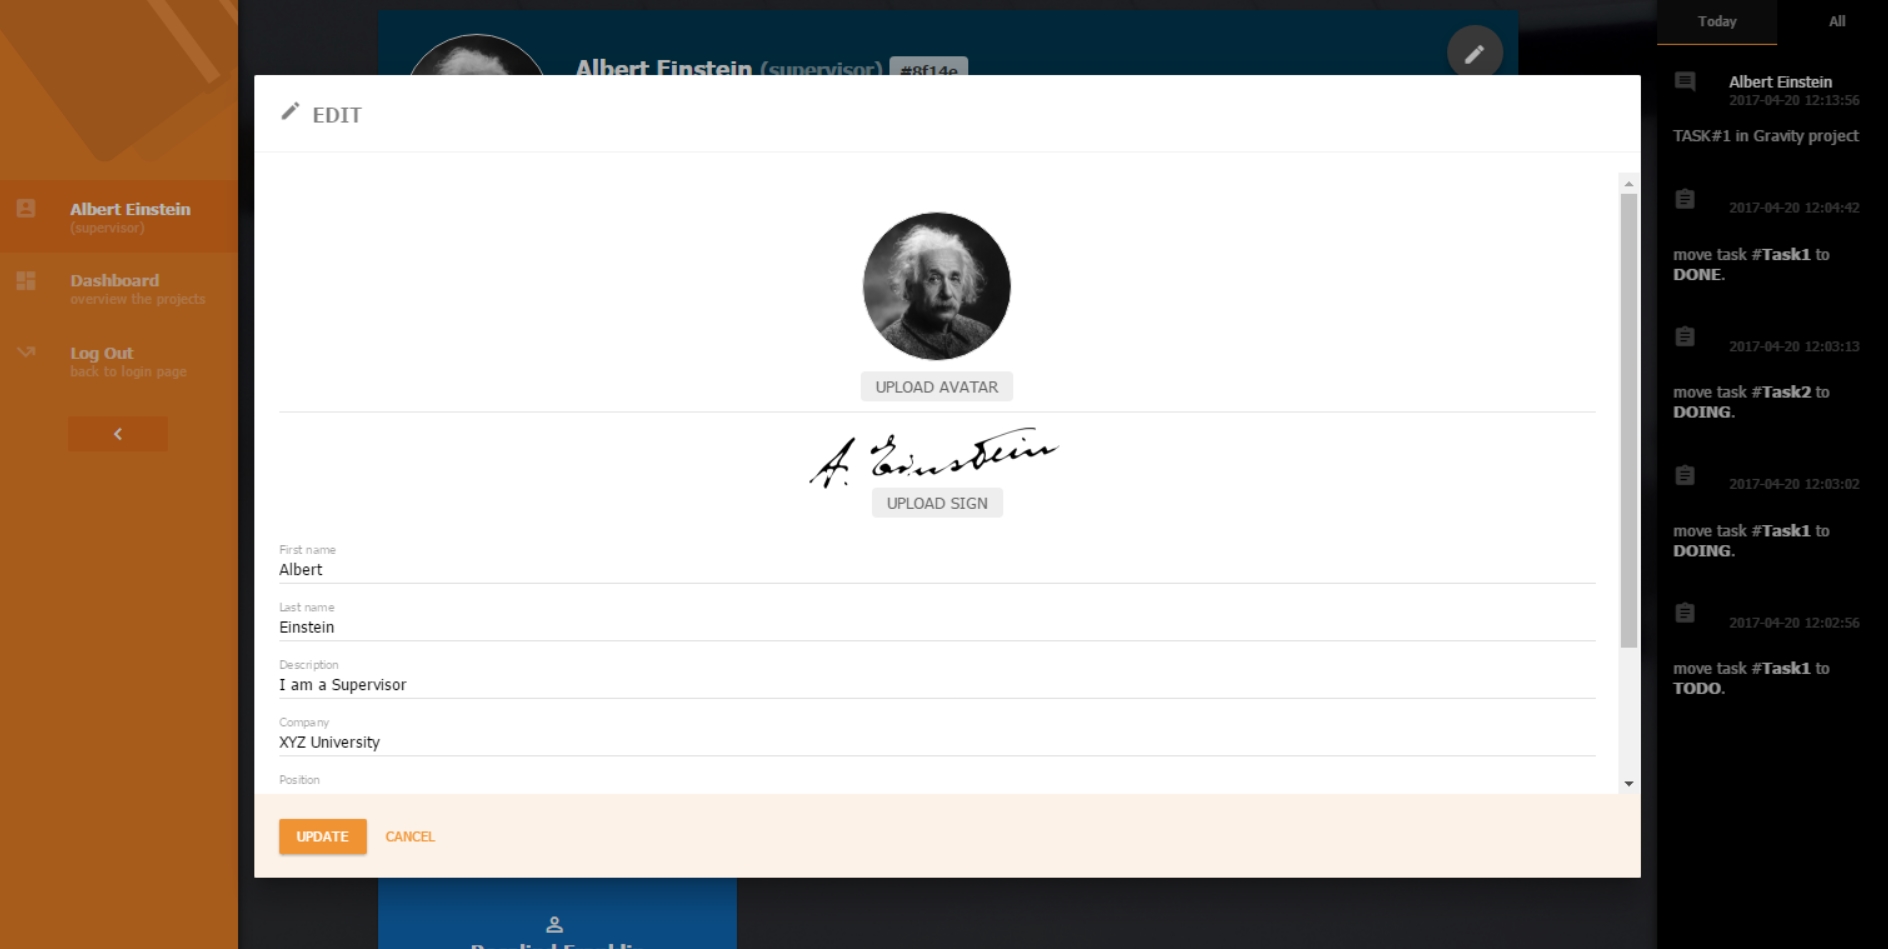 Albert Einstein
(supervisor)
Dashboard
overview the projects
Log Out
back to login page
Albert Einstein (supervisor) #8f14e
EDIT
UPLOAD AVATAR
A. Einstein
UPLOAD SIGN
First name
Albert
Last name
Einstein
Description
I am a Supervisor
Company
XYZ University
Position
UPDATE CANCEL
Today All
Albert Einstein
2017-04-20 12:13:56
TASK#1 in Gravity project
2017-04-20 12:04:42
move task #Task1 to
DONE.
2017-04-20 12:03:13
move task #Task2 to
DOING.
2017-04-20 12:03:02
move task #Task1 to
DOING.
2017-04-20 12:02:56
move task #Task1 to
TODO.